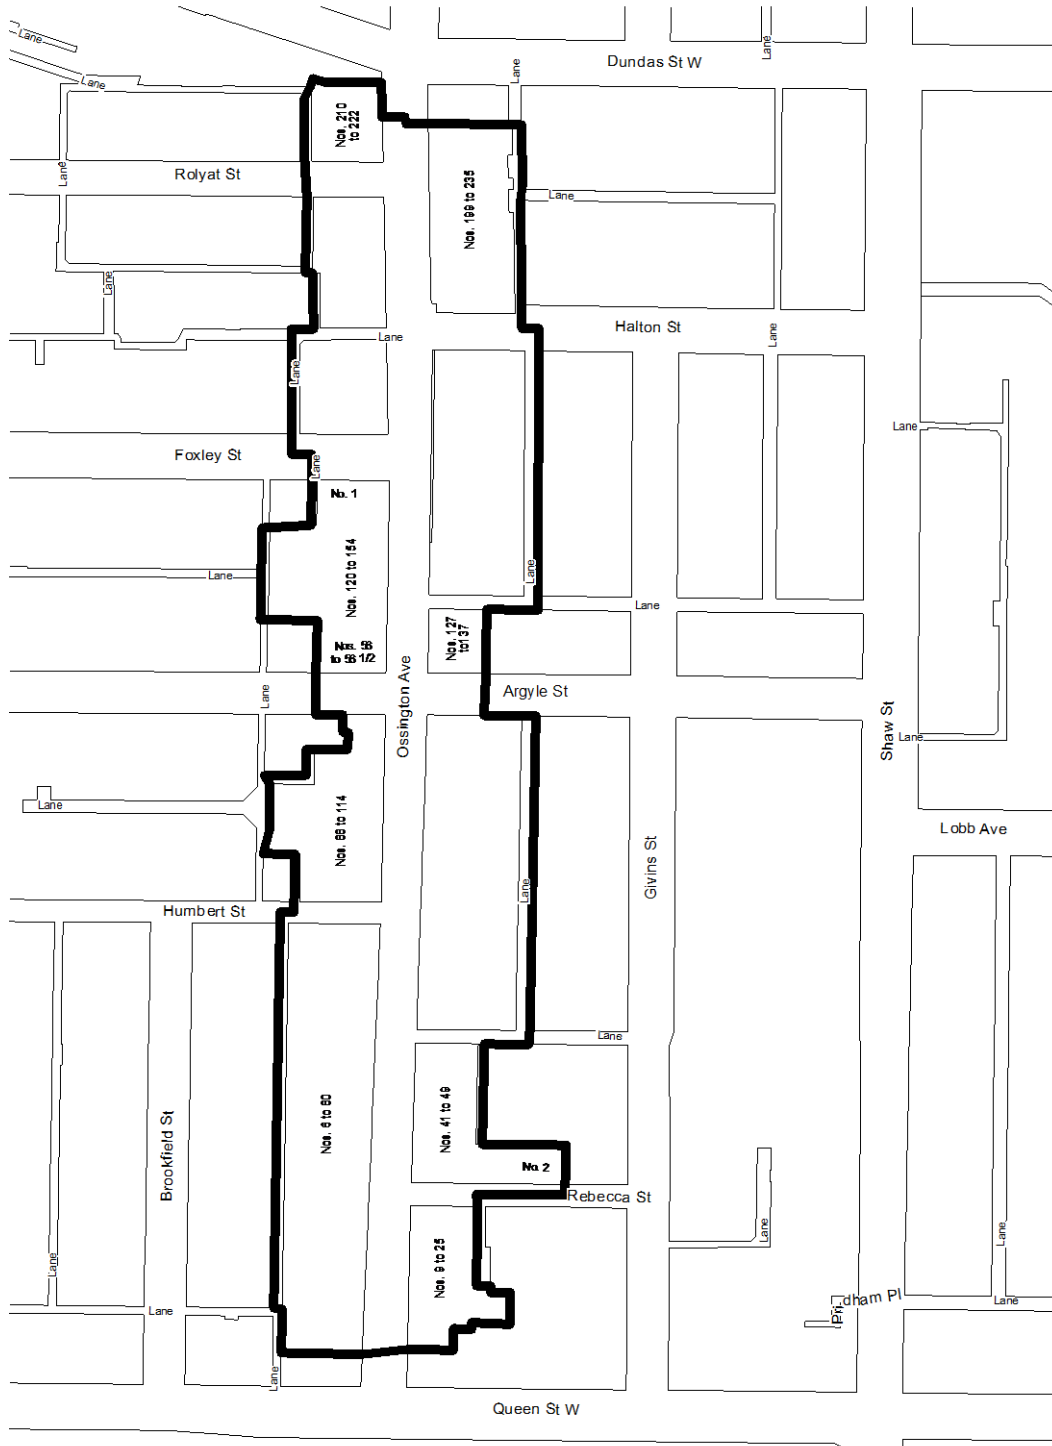 Lane
Dundas St W
Lane
Lane
Lane
Nos. 210
to 222
Rolyat St
Lane
Nos. 199 to 235
Lane
Lane
Halton St
Lane
Lane
Lane
Lane
Foxley St
Lane
No. 1
Lane
Nos. 120 to 154
Lane
Lane
Lane
Nos. 127
to 137
Nos. 56
to 56 1/2
Argyle St
Lane
Ossington Ave
Shaw St
Lane
Lane
Nos. 88 to 114
Lobb Ave
Givins St
Lane
Humbert St
Lane
Nos. 6 to 80
Nos. 41 to 49
Brookfield St
No. 2
Rebecca St
Lane
Lane
Nos. 9 to 25
Lane
Pridham Pl
Lane
Lane
Lane
Queen St W